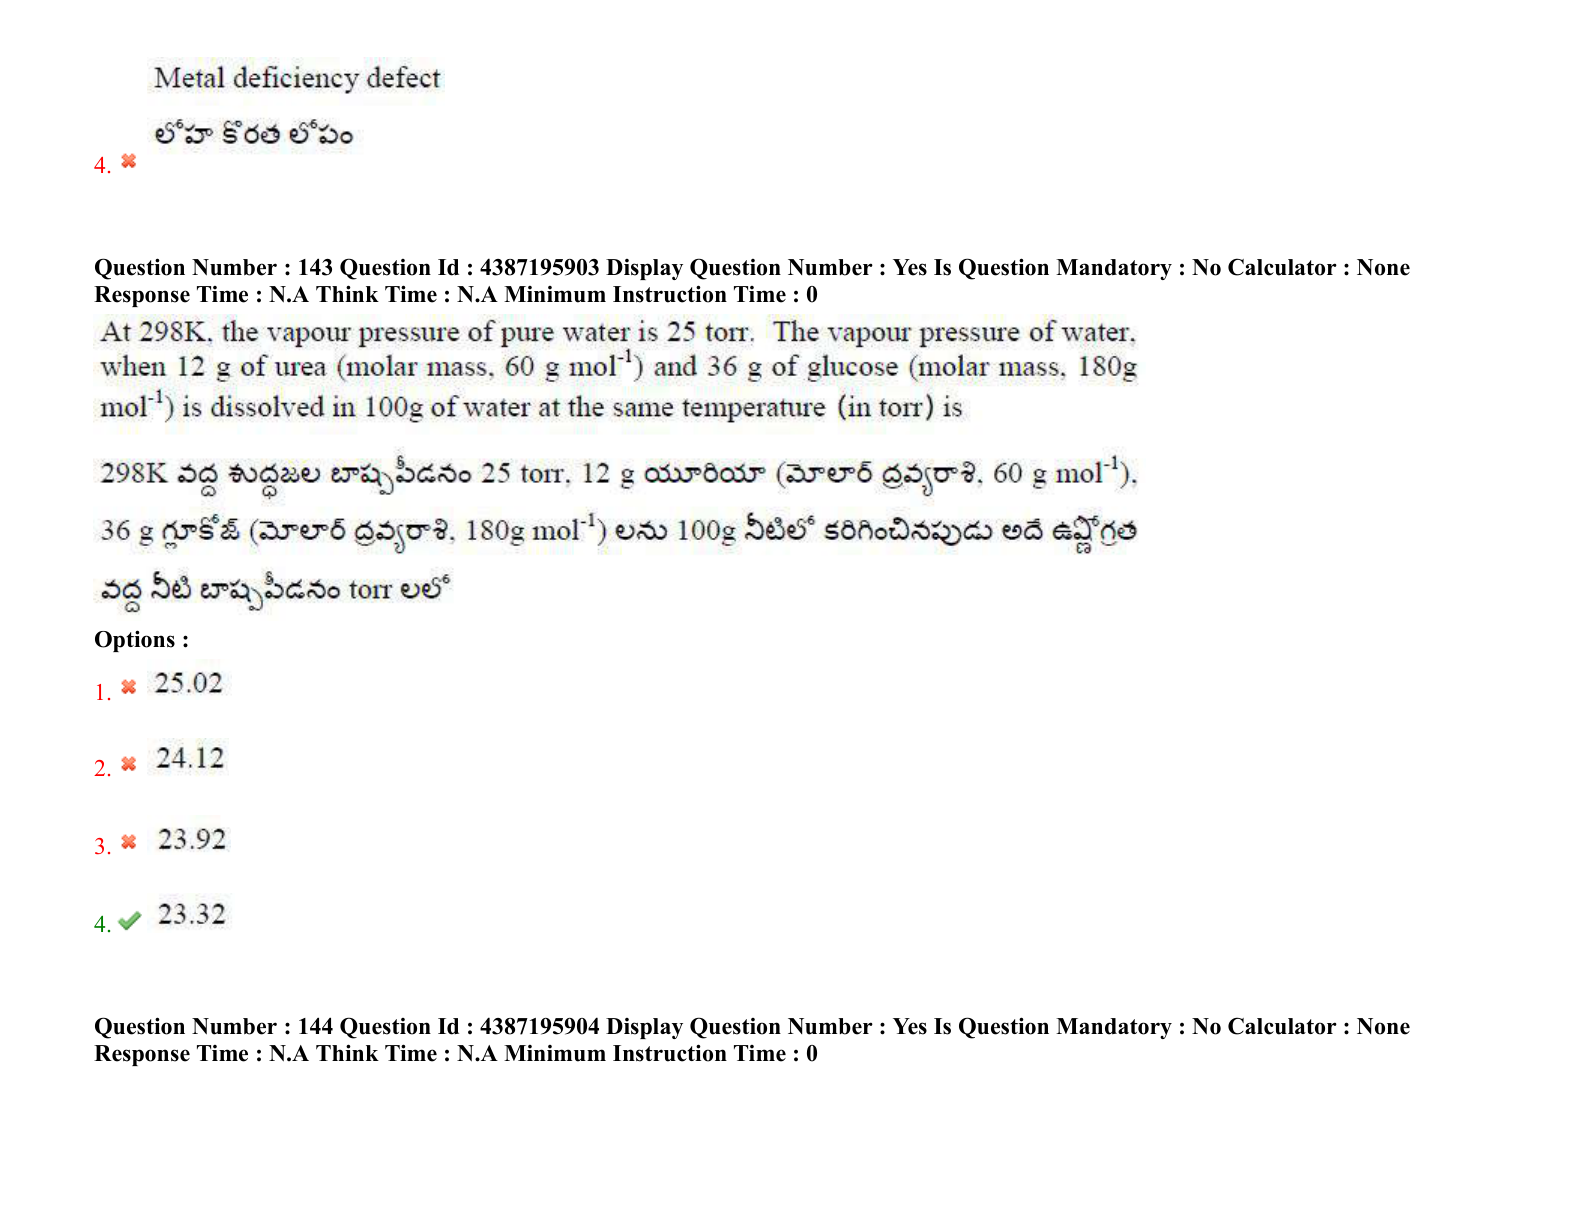 Metal deficiency defect
లోహ కొరత లోపం
4.
Question Number : 143 Question Id : 4387195903 Display Question Number : Yes Is Question Mandatory : No Calculator : None
Response Time : N.A Think Time : N.A Minimum Instruction Time : 0
At 298K, the vapour pressure of pure water is 25 torr. The vapour pressure of water,
when 12 g of urea (molar mass, 60 g mol⁻¹) and 36 g of glucose (molar mass, 180g
mol⁻¹) is dissolved in 100g of water at the same temperature (in torr) is
298K వద్ద శుద్ధజల బాష్పపీడనం 25 torr, 12 g యూరియా (మోలార్ ద్రవ్యరాశి, 60 g mol⁻¹),
36 g గ్లూకోజ్ (మోలార్ ద్రవ్యరాశి, 180g mol⁻¹) లను 100g నీటిలో కరిగించినపుడు అదే ఉష్ణోగ్రత
వద్ద నీటి బాష్పపీడనం torr లలో
Options :
1. 25.02
2. 24.12
3. 23.92
4. 23.32
Question Number : 144 Question Id : 4387195904 Display Question Number : Yes Is Question Mandatory : No Calculator : None
Response Time : N.A Think Time : N.A Minimum Instruction Time : 0